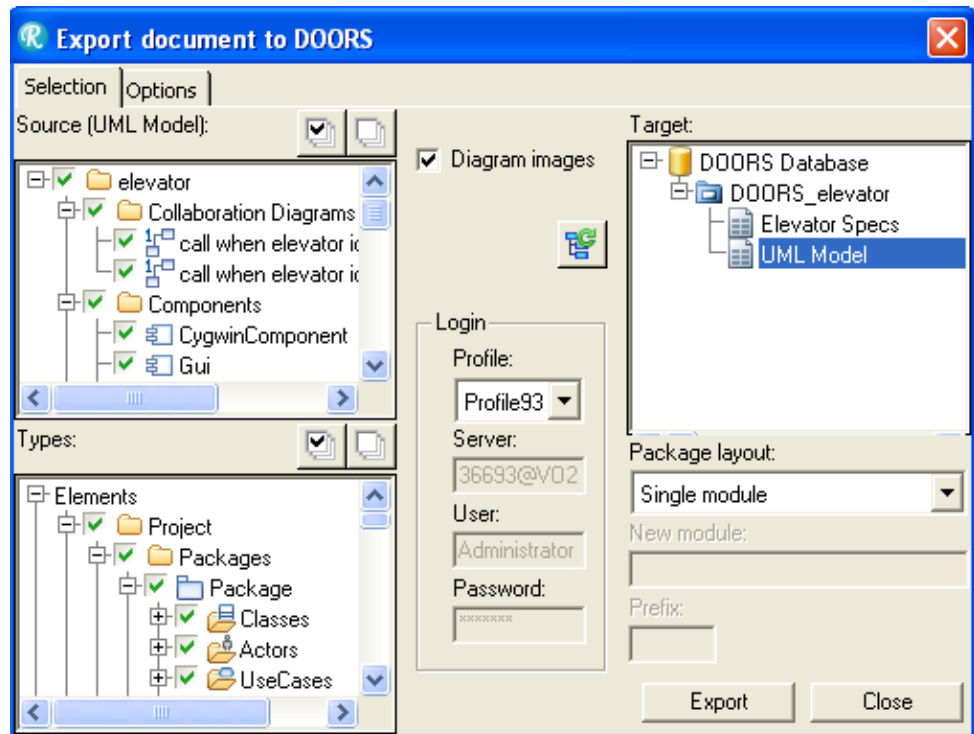 Export document to DOORS
Selection
Options
Source (UML Model):
elevator
Collaboration Diagrams
call when elevator
call when elevator
Components
CygwinComponent
Gui
Types:
Elements
Project
Packages
Package
Classes
Actors
UseCases
Diagram images
Login
Profile:
Profile93
Server:
36693@VO2
User:
Administrator
Password:
*******
Target:
DOORS Database
DOORS_elevator
Elevator Specs
UML Model
Package layout:
Single module
New module:
Prefix:
Export
Close